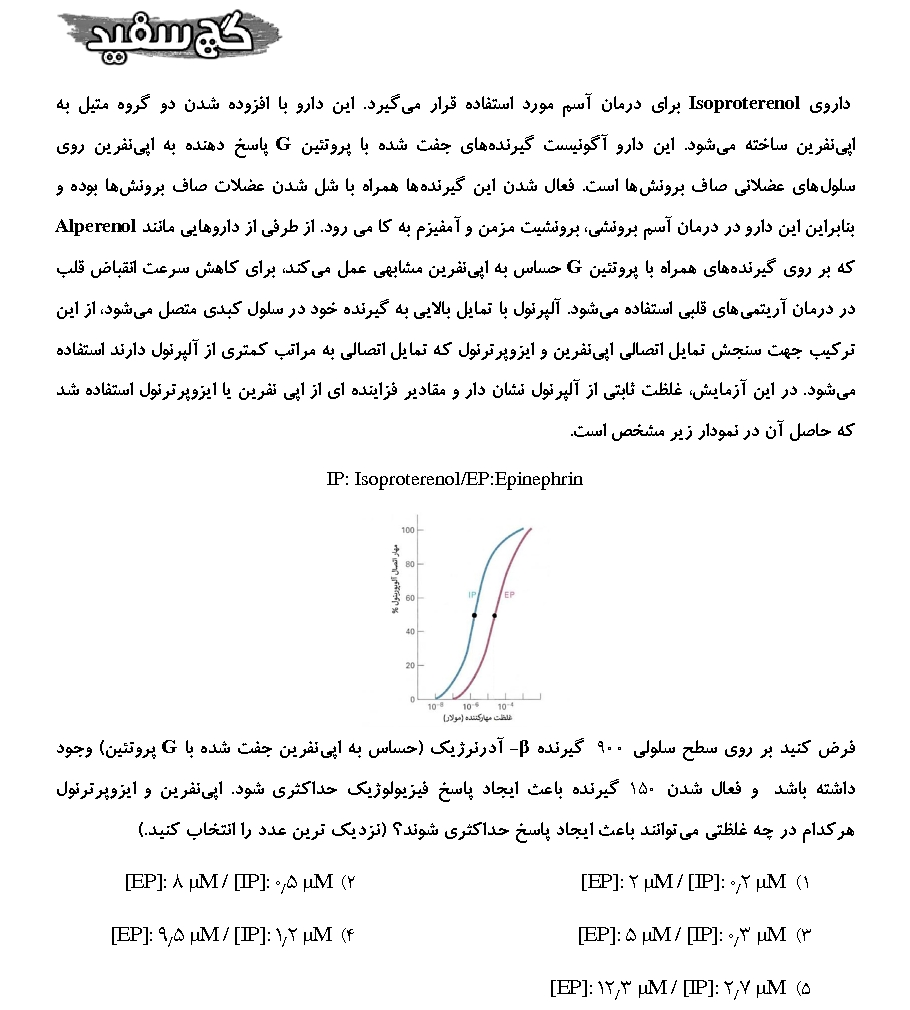 گچ سفید
داروی Isoproterenol برای درمان آسم مورد استفاده قرار می‌گیرد. این دارو با افزوده شدن دو گروه متیل به
اپی‌نفرین ساخته می‌شود. این دارو آگونیست گیرنده‌های جفت شده با پروتئین G پاسخ دهنده به اپی‌نفرین روی
سلول‌های عضلانی صاف برونش‌ها است. فعال شدن این گیرنده‌ها همراه با شل شدن عضلات صاف برونش‌ها بوده و
بنابراین این دارو در درمان آسم برونشی، برونشیت مزمن و آمفیزم به کا می رود. از طرفی از داروهایی مانند Alperenol
که بر روی گیرنده‌های همراه با پروتئین G حساس به اپی‌نفرین مشابهی عمل می‌کند، برای کاهش سرعت انقباض قلب
در درمان آریتمی‌های قلبی استفاده می‌شود. آلپرنول با تمایل بالایی به گیرنده خود در سلول کبدی متصل می‌شود، از این
ترکیب جهت سنجش تمایل اتصالی اپی‌نفرین و ایزوپرترنول که تمایل اتصالی به مراتب کمتری از آلپرنول دارند استفاده
می‌شود. در این آزمایش، غلظت ثابتی از آلپرنول نشان دار و مقادیر فزاینده ای از اپی نفرین یا ایزوپرترنول استفاده شد
که حاصل آن در نمودار زیر مشخص است.
IP: Isoproterenol/EP:Epinephrin
مهار اتصال آلوپورینول %
100
80
60
40
20
0
IP
EP
10⁻⁸ 10⁻⁶ 10⁻⁴
غلظت مهارکننده (مولار)
فرض کنید بر روی سطح سلولی ۹۰۰ گیرنده β- آدرنرژیک (حساس به اپی‌نفرین جفت شده با G پروتئین) وجود
داشته باشد و فعال شدن ۱۵۰ گیرنده باعث ایجاد پاسخ فیزیولوژیک حداکثری شود. اپی‌نفرین و ایزوپرترنول
هرکدام در چه غلظتی می‌توانند باعث ایجاد پاسخ حداکثری شوند؟ (نزدیک ترین عدد را انتخاب کنید.)
۱) [EP]: ۲ µM / [IP]: ۰٫۲ µM
۲) [EP]: ۸ µM / [IP]: ۰٫۵ µM
۳) [EP]: ۵ µM / [IP]: ۰٫۳ µM
۴) [EP]: ۹٫۵ µM / [IP]: ۱٫۲ µM
۵) [EP]: ۱۲٫۳ µM / [IP]: ۲٫۷ µM